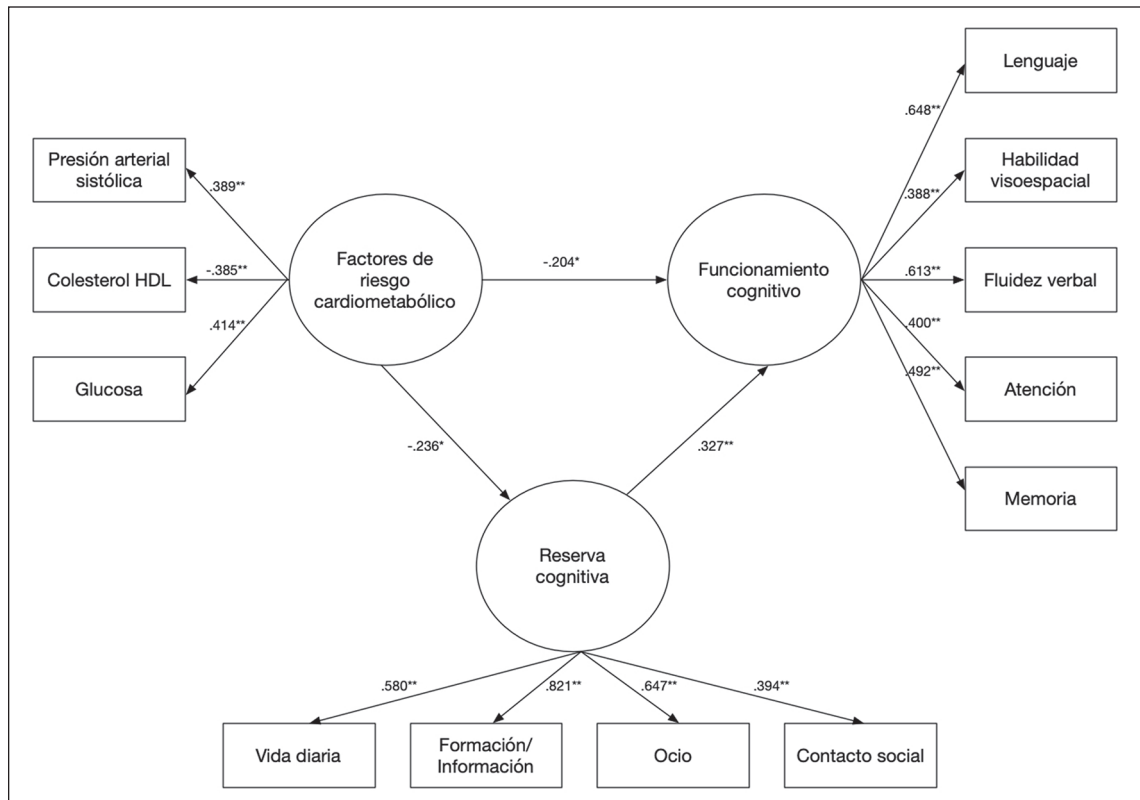 Lenguaje
.648**
Presión arterial
sistólica
.389**
Habilidad
visoespacial
.388**
Factores de
riesgo
cardiometabólico
Funcionamiento
cognitivo
Colesterol HDL
-.385**
-.204*
.613**
Fluidez verbal
.414**
.400**
Glucosa
.492**
Atención
-.236*
.327**
Memoria
Reserva
cognitiva
.580**
.821**
.647**
.394**
Vida diaria
Formación/
Información
Ocio
Contacto social